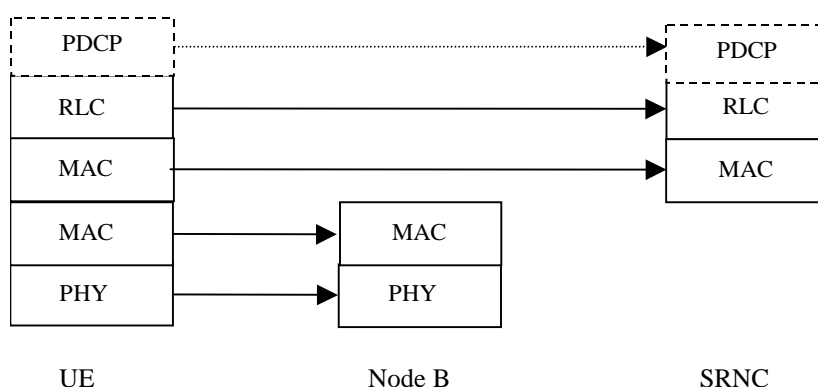 PDCP PDCP
RLC RLC
MAC MAC
MAC MAC
PHY PHY
UE Node B SRNC